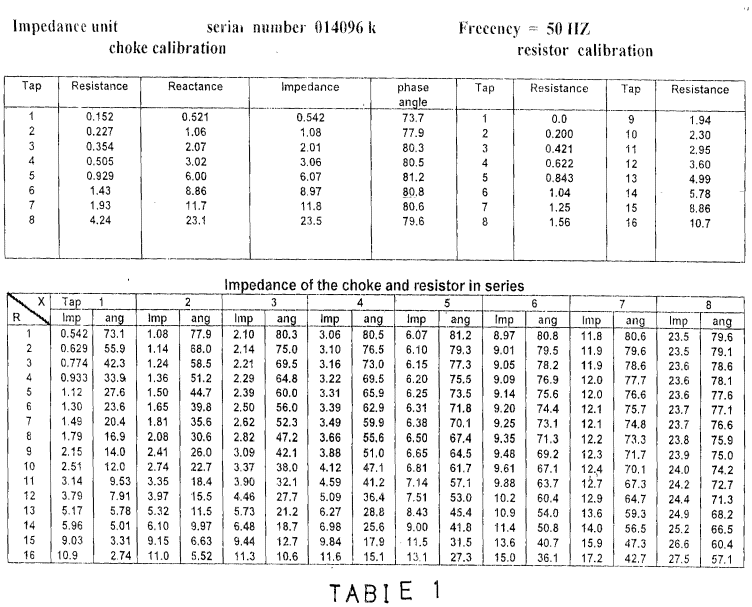 Impedance unit serial number 014096 k Frecency = 50 HZ
choke calibration resistor calibration
Tap Resistance Reactance Impedance phase angle Tap Resistance Tap Resistance
1 0.152 0.521 0.542 73.7 1 0.0 9 1.94
2 0.227 1.06 1.08 77.9 2 0.200 10 2.30
3 0.354 2.07 2.01 80.3 3 0.421 11 2.95
4 0.505 3.02 3.06 80.5 4 0.622 12 3.60
5 0.929 6.00 6.07 81.2 5 0.843 13 4.99
6 1.43 8.86 8.97 80.8 6 1.04 14 5.78
7 1.93 11.7 11.8 80.6 7 1.25 15 8.86
8 4.24 23.1 23.5 79.6 8 1.56 16 10.7
Impedance of the choke and resistor in series
X Tap 1 2 3 4 5 6 7 8
R Imp ang Imp ang Imp ang Imp ang Imp ang Imp ang Imp ang Imp ang
1 0.542 73.1 1.08 77.9 2.10 80.3 3.06 80.5 6.07 81.2 8.97 80.8 11.8 80.6 23.5 79.6
2 0.629 55.9 1.14 68.0 2.14 75.0 3.10 76.5 6.10 79.3 9.01 79.5 11.9 79.6 23.5 79.1
3 0.774 42.3 1.24 58.5 2.21 69.5 3.16 73.0 6.15 77.3 9.05 78.2 11.9 78.6 23.6 78.6
4 0.933 33.9 1.36 51.2 2.29 64.8 3.22 69.5 6.20 75.5 9.09 76.9 12.0 77.7 23.6 78.1
5 1.12 27.6 1.50 44.7 2.39 60.0 3.31 65.9 6.25 73.5 9.14 75.6 12.0 76.6 23.6 77.6
6 1.30 23.6 1.65 39.8 2.50 56.0 3.39 62.9 6.31 71.8 9.20 74.4 12.1 75.7 23.7 77.1
7 1.49 20.4 1.81 35.6 2.62 52.3 3.49 59.9 6.38 70.1 9.25 73.1 12.1 74.8 23.7 76.6
8 1.79 16.9 2.08 30.6 2.82 47.2 3.66 55.6 6.50 67.4 9.35 71.3 12.2 73.3 23.8 75.9
9 2.15 14.0 2.41 26.0 3.09 42.1 3.88 51.0 6.65 64.5 9.48 69.2 12.3 71.7 23.9 75.0
10 2.51 12.0 2.74 22.7 3.37 38.0 4.12 47.1 6.81 61.7 9.61 67.1 12.4 70.1 24.0 74.2
11 3.14 9.53 3.35 18.4 3.90 32.1 4.59 41.2 7.14 57.1 9.88 63.7 12.7 67.3 24.2 72.7
12 3.79 7.91 3.97 15.5 4.46 27.7 5.09 36.4 7.51 53.0 10.2 60.4 12.9 64.7 24.4 71.3
13 5.17 5.78 5.32 11.5 5.73 21.2 6.27 28.8 8.43 45.4 10.9 54.0 13.6 59.3 24.9 68.2
14 5.96 5.01 6.10 9.97 6.48 18.7 6.98 25.6 9.00 41.8 11.4 50.8 14.0 56.5 25.2 66.5
15 9.03 3.31 9.15 6.63 9.44 12.7 9.84 17.9 11.5 31.5 13.6 40.7 15.9 47.3 26.6 60.4
16 10.9 2.74 11.0 5.52 11.3 10.6 11.6 15.1 13.1 27.3 15.0 36.1 17.2 42.7 27.5 57.1
TABIE 1